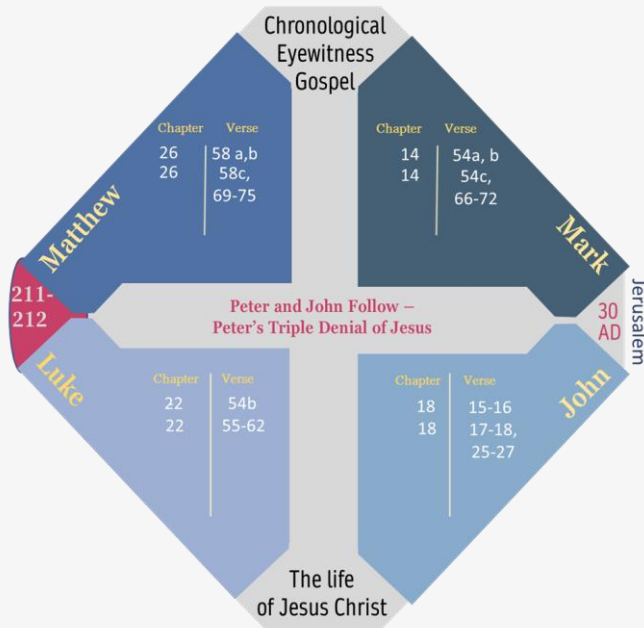 Chronological
Eyewitness
Gospel
Matthew
Chapter Verse
26 58 a,b
26 58c,
69-75
Mark
Chapter Verse
14 54a, b
14 54c,
66-72
211-
212
Peter and John Follow –
Peter's Triple Denial of Jesus
30
AD
Jerusalem
Luke
Chapter Verse
22 54b
22 55-62
John
Chapter Verse
18 15-16
18 17-18,
25-27
The life
of Jesus Christ